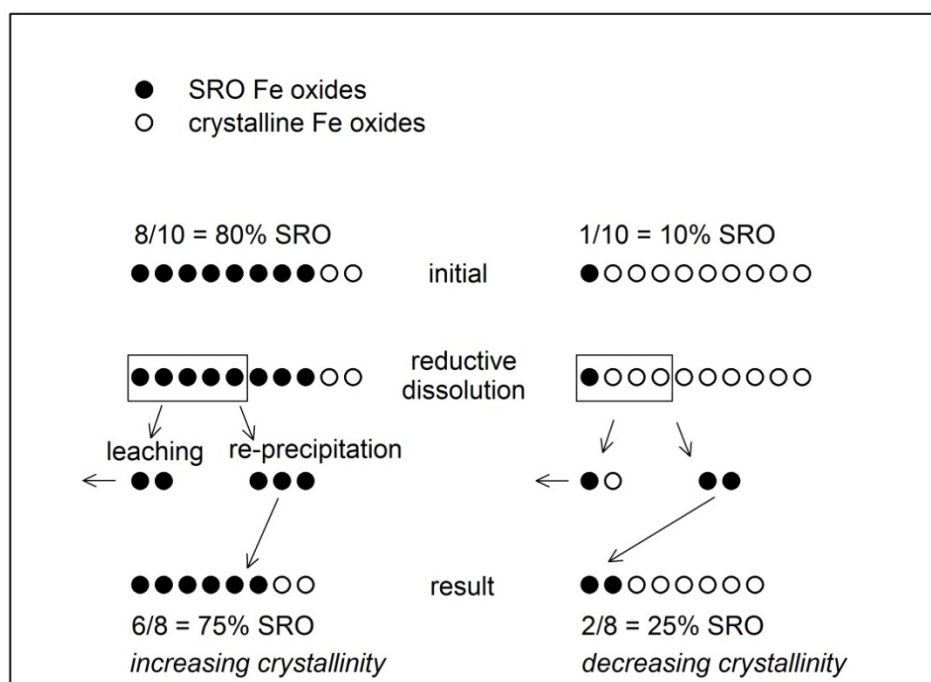 SRO Fe oxides
crystalline Fe oxides
8/10 = 80% SRO
1/10 = 10% SRO
initial
reductive
dissolution
leaching
re-precipitation
result
6/8 = 75% SRO
2/8 = 25% SRO
increasing crystallinity
decreasing crystallinity